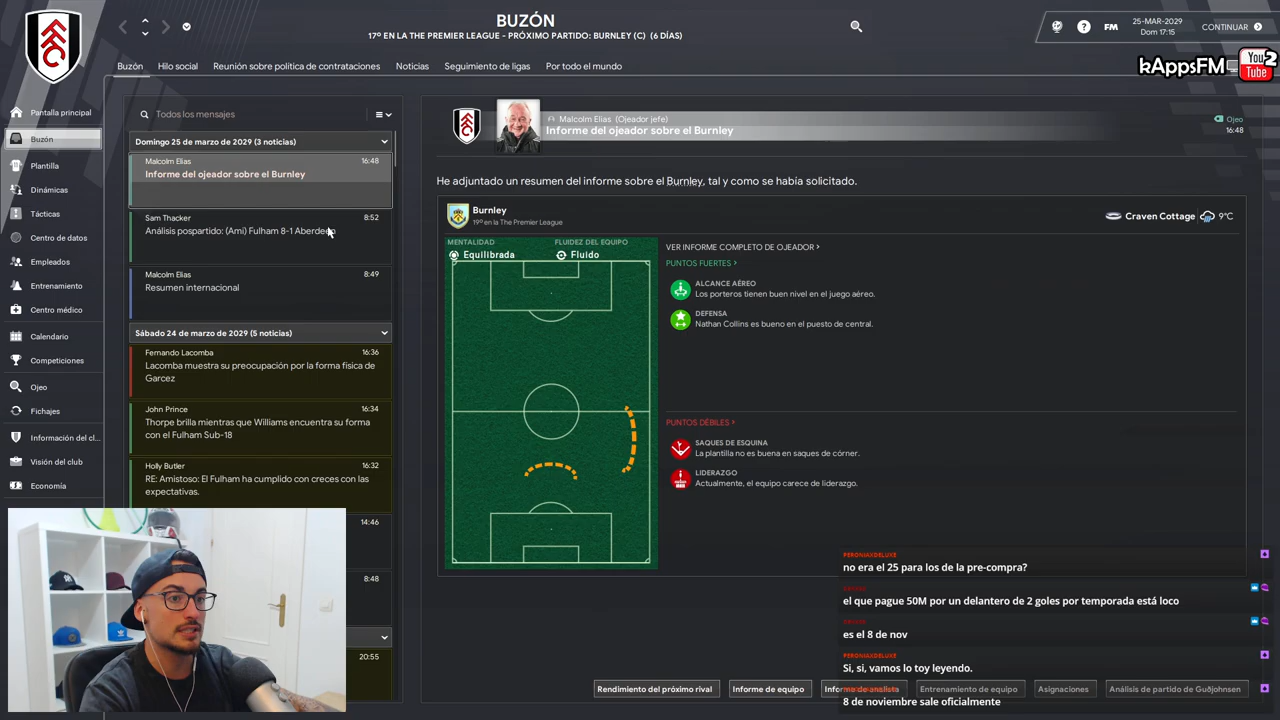 BUZÓN
17º EN LA THE PREMIER LEAGUE - PRÓXIMO PARTIDO: BURNLEY (C) (6 DÍAS)
FM
25-MAR-2029
Dom 17:15
CONTINUAR
kAppsFM
You
Tube
2
Buzón
Hilo social
Reunión sobre política de contrataciones
Noticias
Seguimiento de ligas
Por todo el mundo
Pantalla principal
Buzón
Plantilla
Dinámicas
Tácticas
Centro de datos
Empleados
Entrenamiento
Centro médico
Calendario
Competiciones
Ojeo
Fichajes
Información del cl...
Visión del club
Economía
Todos los mensajes
Domingo 25 de marzo de 2029 (3 noticias)
Malcolm Elias 16:48
Informe del ojeador sobre el Burnley
Sam Thacker 8:52
Análisis pospartido: (Ami) Fulham 8-1 Aberdeen
Malcolm Elias 8:49
Resumen internacional
Sábado 24 de marzo de 2029 (5 noticias)
Fernando Lacomba 16:36
Lacomba muestra su preocupación por la forma física de
Garcez
John Prince 16:34
Thorpe brilla mientras que Williams encuentra su forma
con el Fulham Sub-18
Holly Butler 16:32
RE: Amistoso: El Fulham ha cumplido con creces con las
expectativas.
14:46
8:48
20:55
Malcolm Elias (Ojeador jefe)
Informe del ojeador sobre el Burnley
Ojeo
16:48
He adjuntado un resumen del informe sobre el Burnley, tal y como se había solicitado.
Burnley
19º en la The Premier League
Craven Cottage 9°C
MENTALIDAD
Equilibrada
FLUIDEZ DEL EQUIPO
Fluido
VER INFORME COMPLETO DE OJEADOR >
PUNTOS FUERTES >
ALCANCE AÉREO
Los porteros tienen buen nivel en el juego aéreo.
DEFENSA
Nathan Collins es bueno en el puesto de central.
PUNTOS DÉBILES >
SAQUES DE ESQUINA
La plantilla no es buena en saques de córner.
LIDERAZGO
Actualmente, el equipo carece de liderazgo.
PERONIAXDELUXE
no era el 25 para los de la pre-compra?
el que pague 50M por un delantero de 2 goles por temporada está loco
es el 8 de nov
PERONIAXDELUXE
Si, si, vamos lo toy leyendo.
8 de noviembre sale oficialmente
Rendimiento del próximo rival
Informe de equipo
Informe de analista
Entrenamiento de equipo
Asignaciones
Análisis de partido de Guðjohnsen